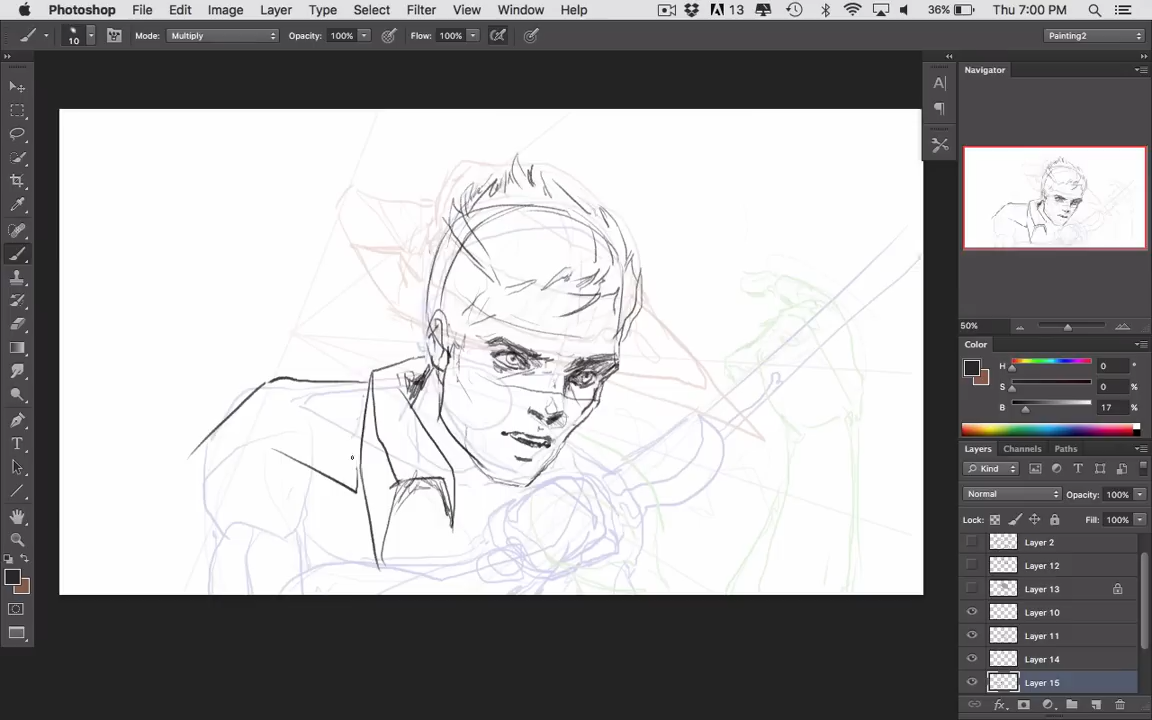 Photoshop File Edit Image Layer Type Select Filter View Window Help 13 36% Thu 7:00 PM
10 Mode: Multiply Opacity: 100% Flow: 100% Painting2
A
Navigator
50%
Color
H 0 °
S 0 %
B 17 %
Layers Channels Paths
Kind
Normal Opacity: 100%
Lock: Fill: 100%
Layer 2
Layer 12
Layer 13
Layer 10
Layer 11
Layer 14
Layer 15
fx